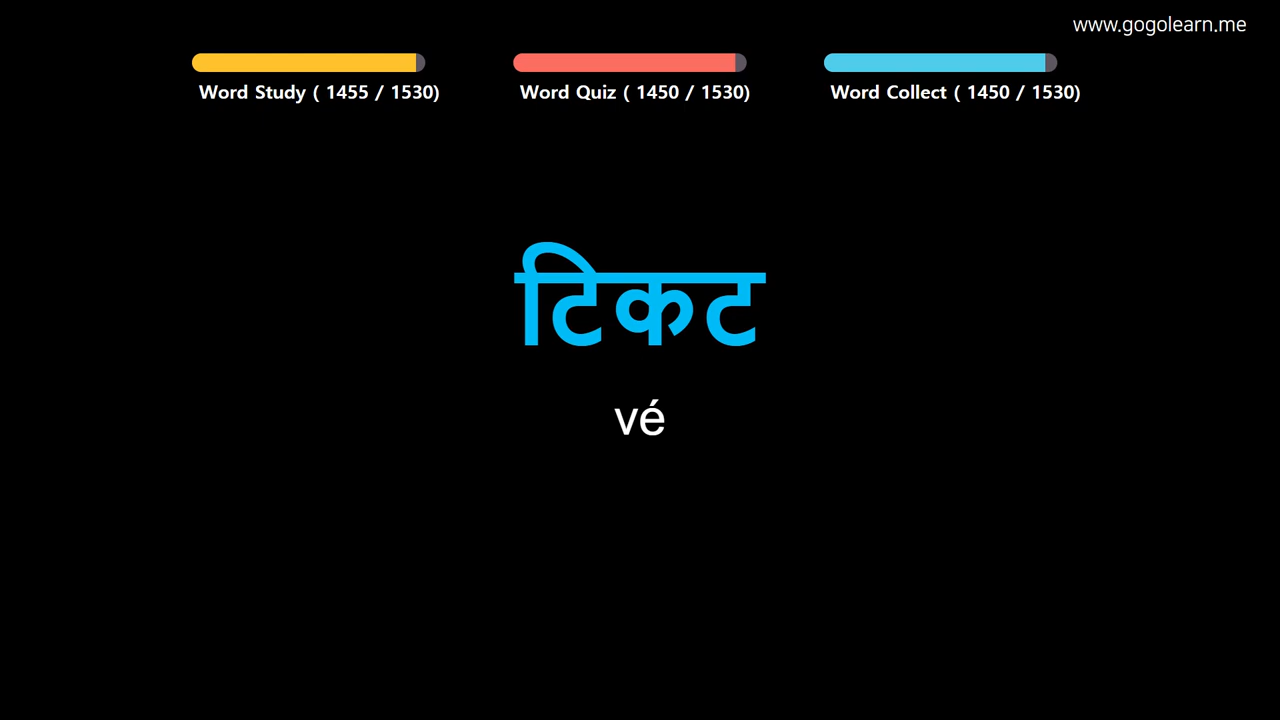 www.gogolearn.me
Word Study ( 1455 / 1530)
Word Quiz ( 1450 / 1530)
Word Collect ( 1450 / 1530)
टिकट
vé